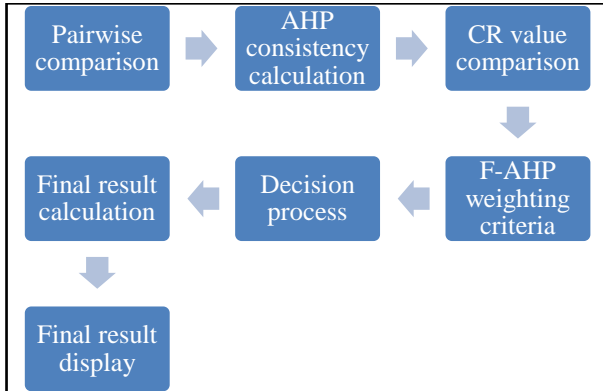 Pairwise
comparison
AHP
consistency
calculation
CR value
comparison
F-AHP
weighting
criteria
Decision
process
Final result
calculation
Final result
display